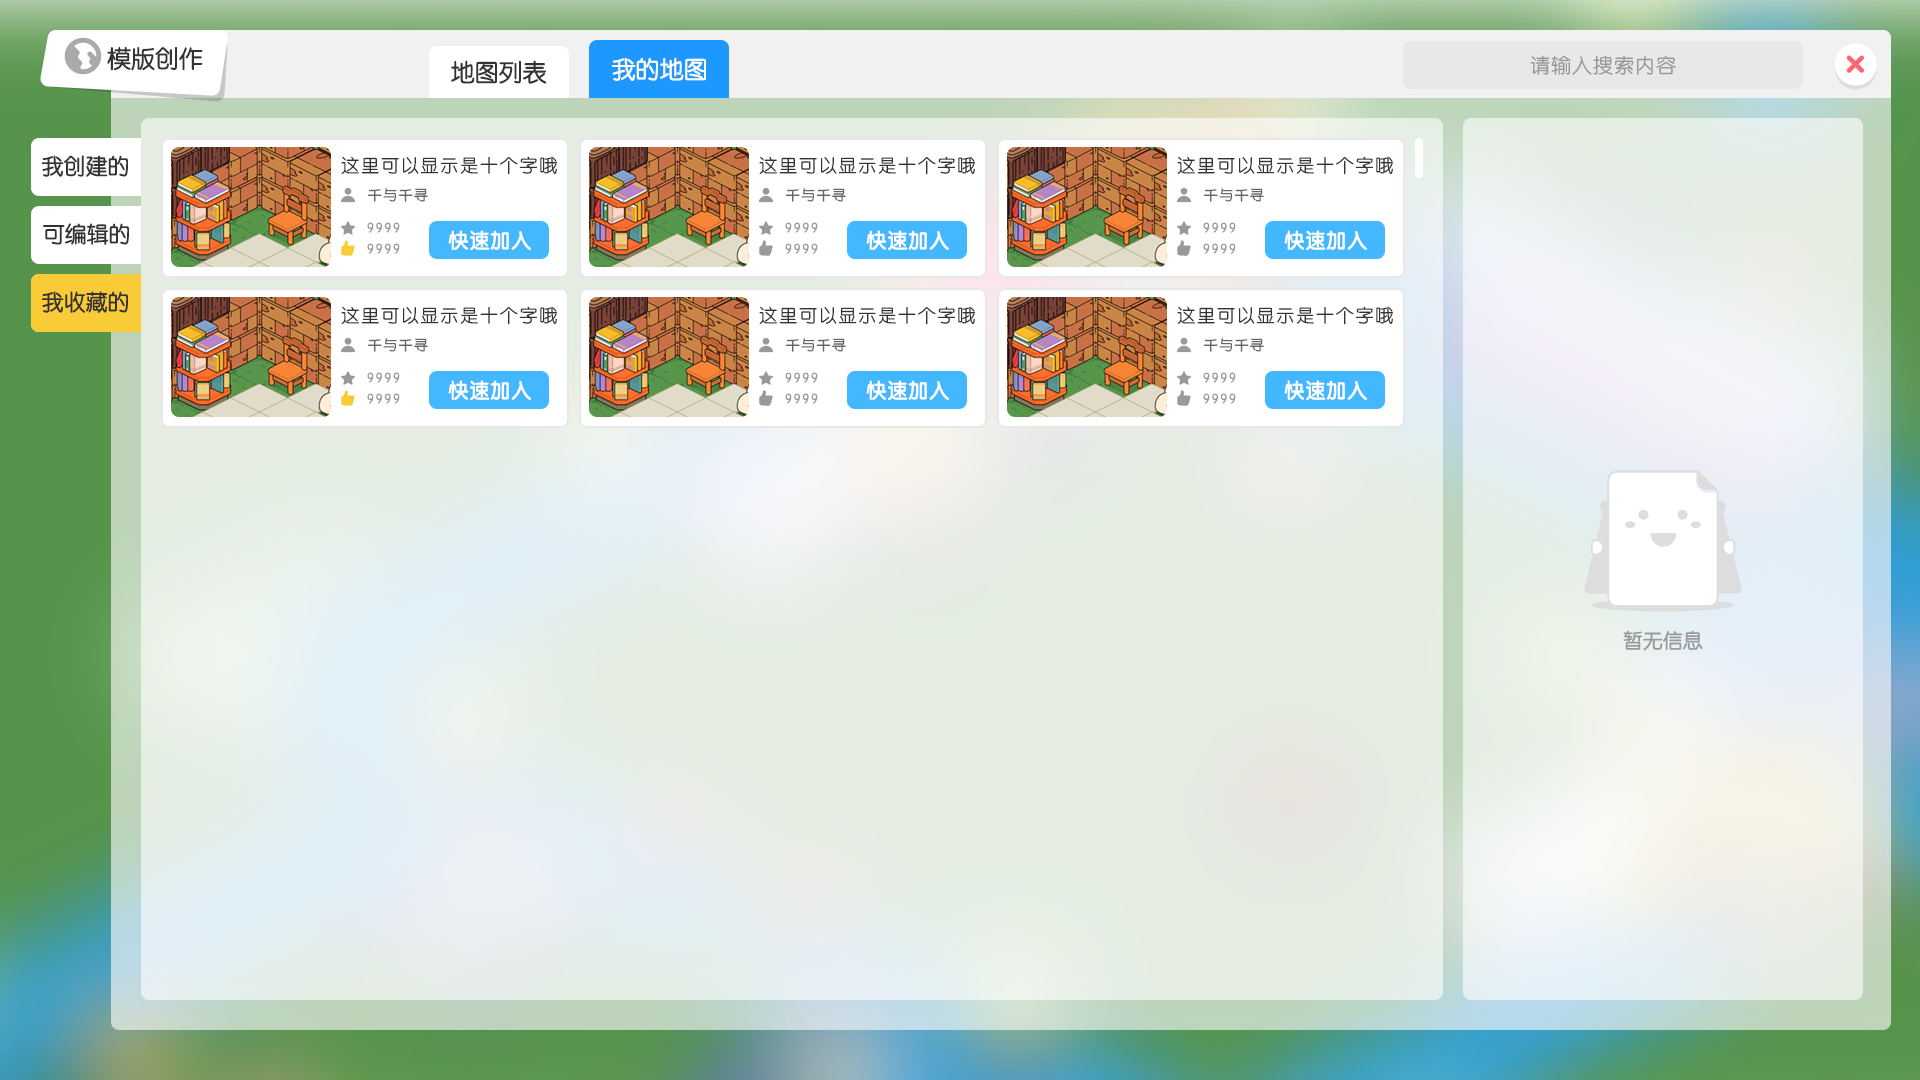 模版创作
地图列表
我的地图
请输入搜索内容
我创建的
可编辑的
我收藏的
这里可以显示是十个字哦
千与千寻
9999
9999
快速加入
这里可以显示是十个字哦
千与千寻
9999
9999
快速加入
这里可以显示是十个字哦
千与千寻
9999
9999
快速加入
这里可以显示是十个字哦
千与千寻
9999
9999
快速加入
这里可以显示是十个字哦
千与千寻
9999
9999
快速加入
这里可以显示是十个字哦
千与千寻
9999
9999
快速加入
暂无信息